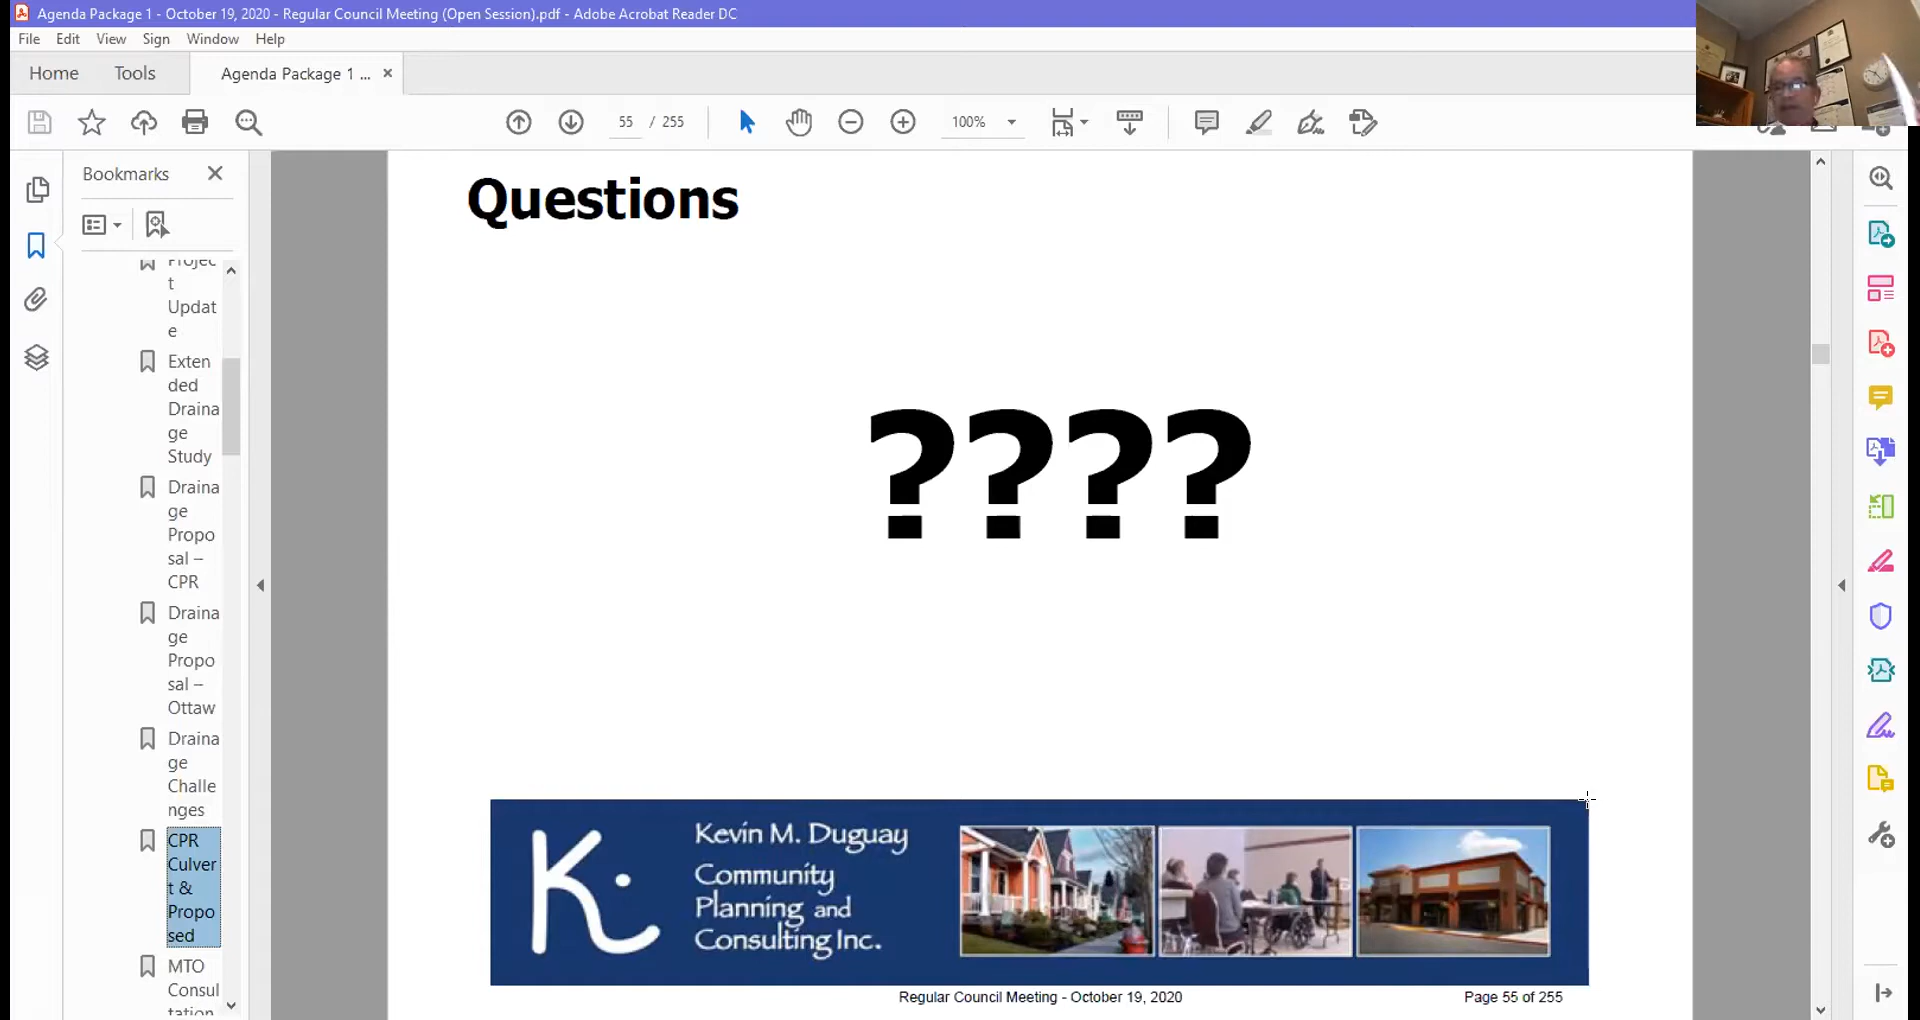 Agenda Package 1 - October 19, 2020 - Regular Council Meeting (Open Session).pdf - Adobe Acrobat Reader DC
File Edit View Sign Window Help
Home Tools Agenda Package 1 ... ×
55 / 255 100%
Bookmarks
Projec
t
Updat
e
Exten
ded
Draina
ge
Study
Draina
ge
Propo
sal –
CPR
Draina
ge
Propo
sal –
Ottaw
Draina
ge
Challe
nges
CPR
Culver
t &
Propo
sed
MTO
Consul
tation
Questions
????
Ki
Kevin M. Duguay
Community
Planning and
Consulting Inc.
Regular Council Meeting - October 19, 2020 Page 55 of 255